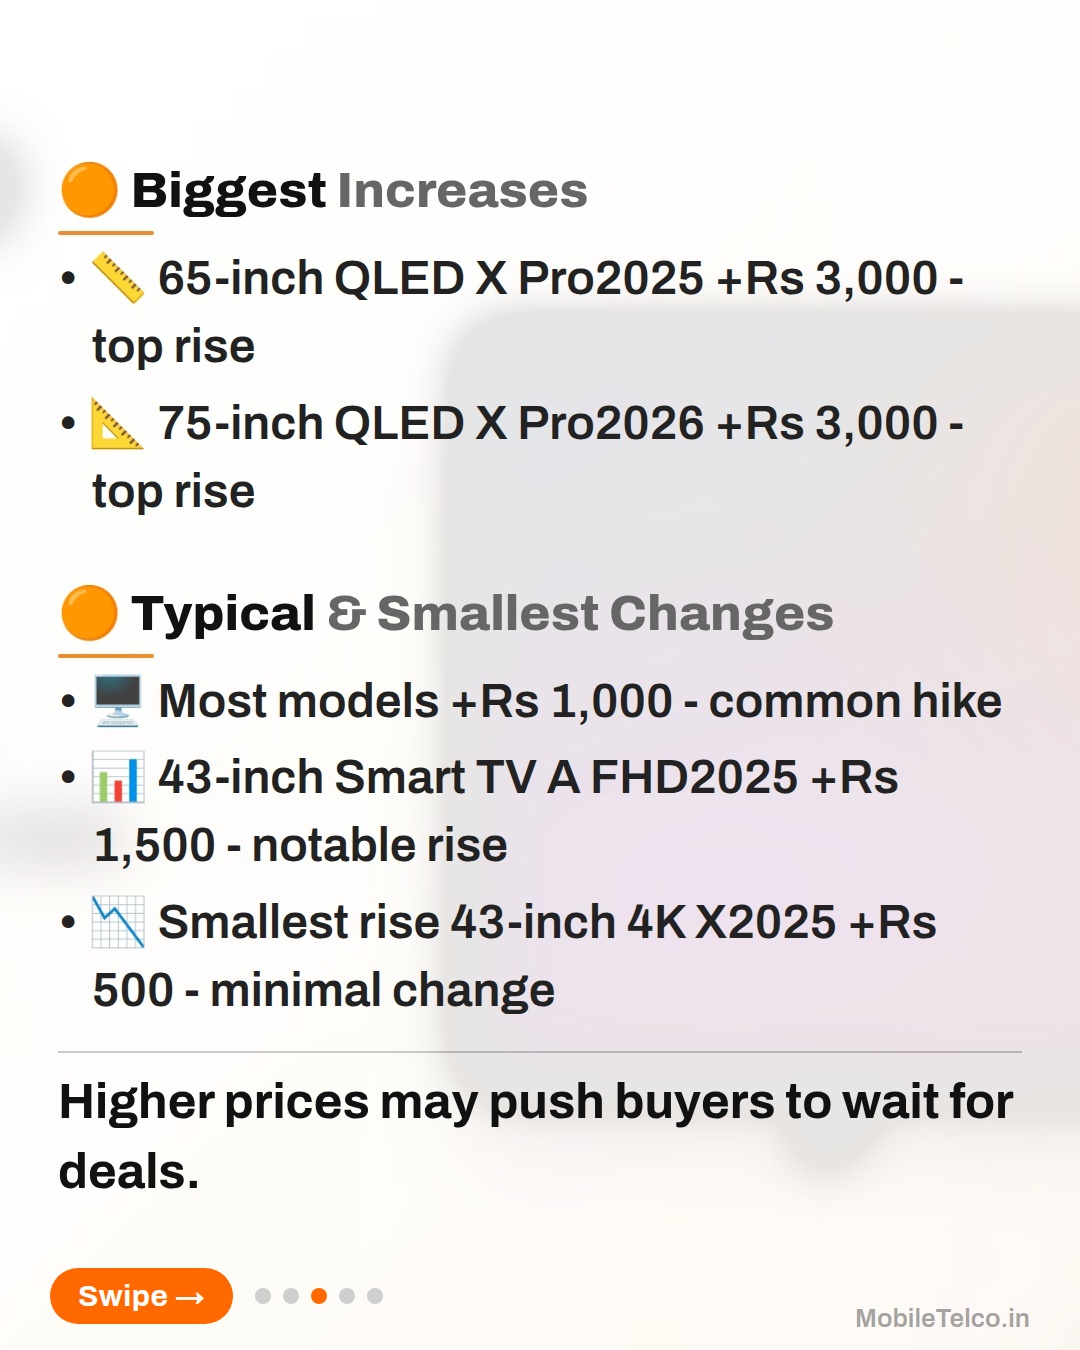 🟠 Biggest Increases
• 📏 65-inch QLED X Pro2025 +Rs 3,000 -
top rise
• 📐 75-inch QLED X Pro2026 +Rs 3,000 -
top rise
🟠 Typical & Smallest Changes
• 🖥️ Most models +Rs 1,000 - common hike
• 📊 43-inch Smart TV A FHD2025 +Rs
1,500 - notable rise
• 📉 Smallest rise 43-inch 4K X2025 +Rs
500 - minimal change
Higher prices may push buyers to wait for
deals.
Swipe →
MobileTelco.in